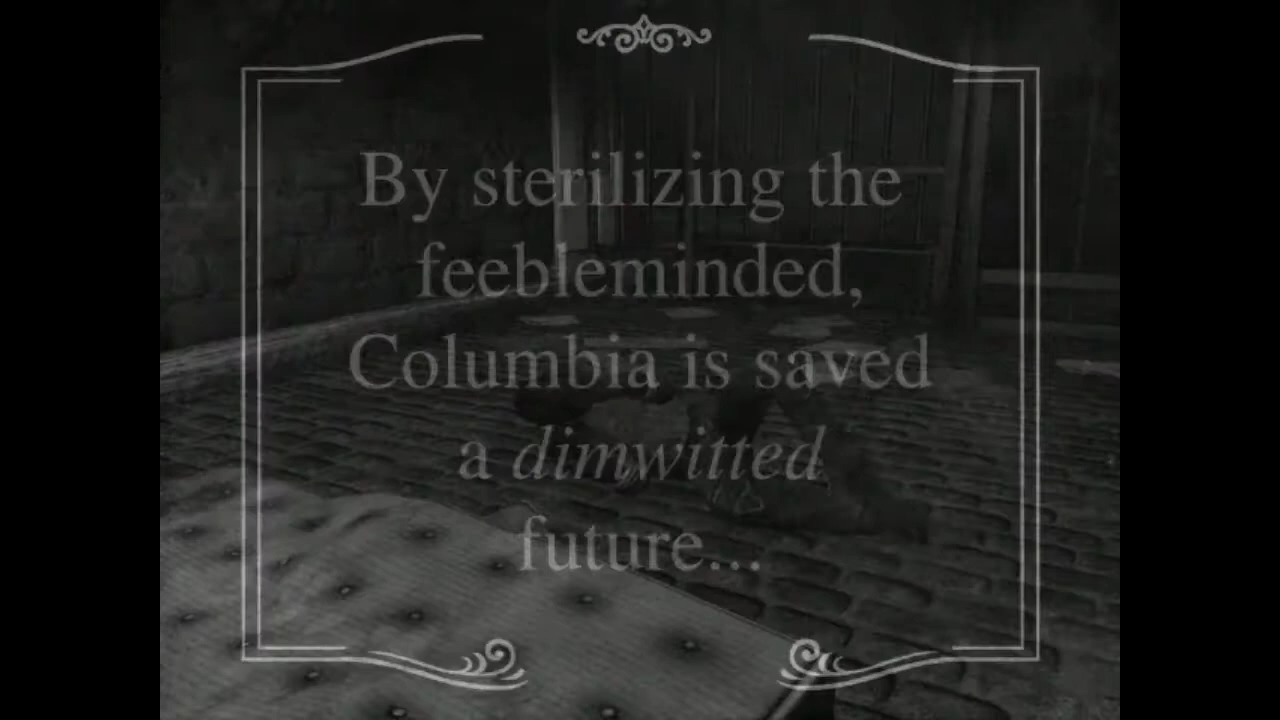 By sterilizing the
feebleminded,
Columbia is saved
a dimwitted
future...